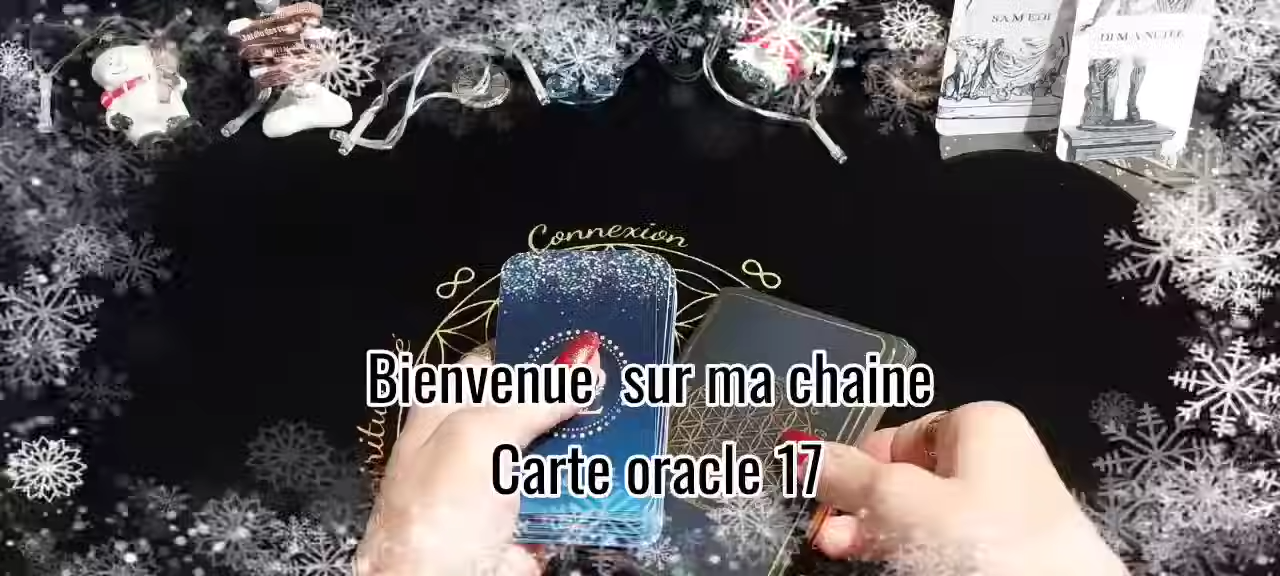 SAMEDI
DIMANCHE
Connexion
Bienvenue sur ma chaine
Carte oracle 17